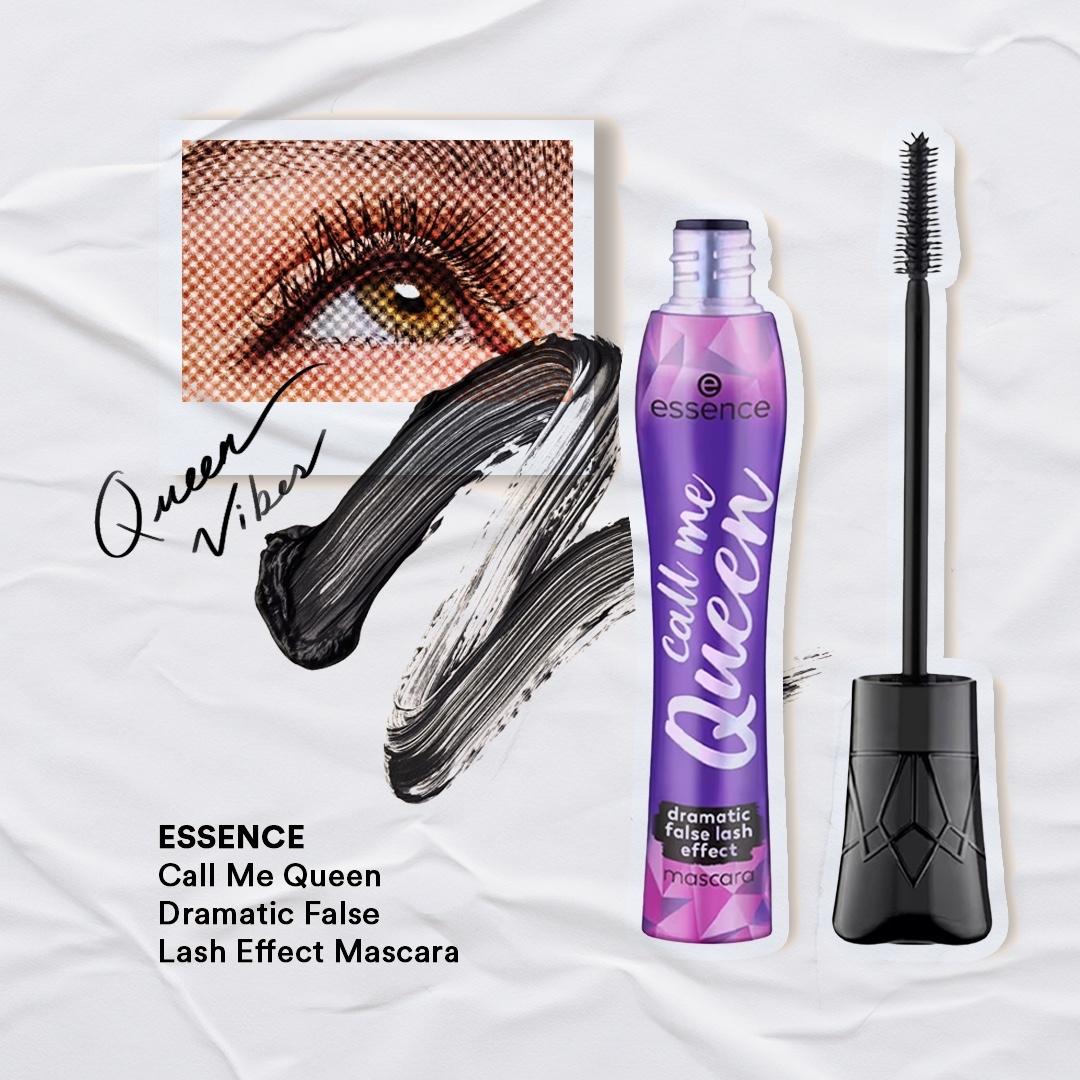 Queen
Vibes
e
essence
call me
Queen
dramatic
false lash
effect
mascara
ESSENCE
Call Me Queen
Dramatic False
Lash Effect Mascara